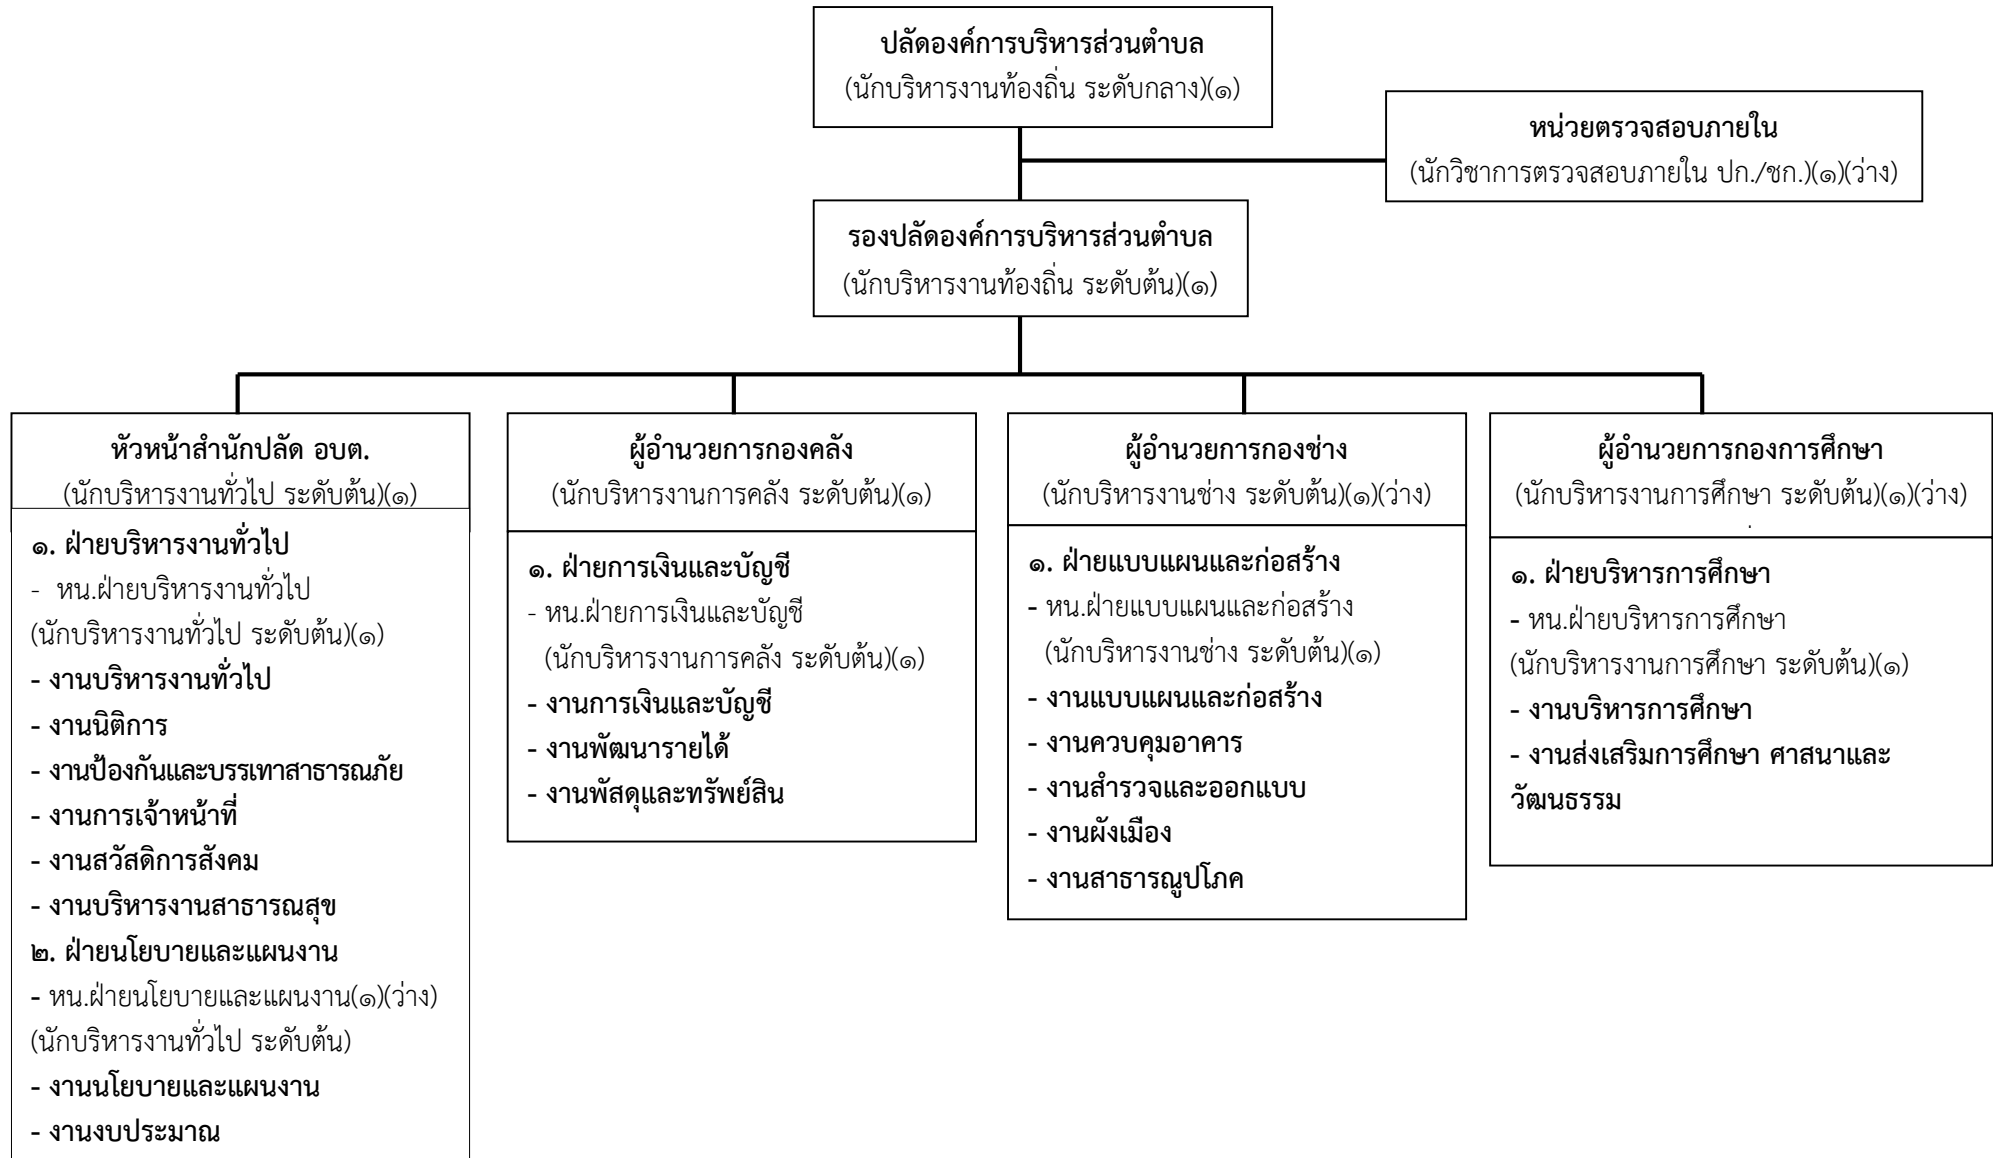 ปลัดองค์การบริหารส่วนตำบล
(นักบริหารงานท้องถิ่น ระดับกลาง)(๑)
หน่วยตรวจสอบภายใน
(นักวิชาการตรวจสอบภายใน ปก./ชก.)(๑)(ว่าง)
รองปลัดองค์การบริหารส่วนตำบล
(นักบริหารงานท้องถิ่น ระดับต้น)(๑)
หัวหน้าสำนักปลัด อบต.
(นักบริหารงานทั่วไป ระดับต้น)(๑)
๑. ฝ่ายบริหารงานทั่วไป
- หน.ฝ่ายบริหารงานทั่วไป
(นักบริหารงานทั่วไป ระดับต้น)(๑)
- งานบริหารงานทั่วไป
- งานนิติการ
- งานป้องกันและบรรเทาสาธารณภัย
- งานการเจ้าหน้าที่
- งานสวัสดิการสังคม
- งานบริหารงานสาธารณสุข
๒. ฝ่ายนโยบายและแผนงาน
- หน.ฝ่ายนโยบายและแผนงาน(๑)(ว่าง)
(นักบริหารงานทั่วไป ระดับต้น)
- งานนโยบายและแผนงาน
- งานงบประมาณ
ผู้อำนวยการกองคลัง
(นักบริหารงานการคลัง ระดับต้น)(๑)
๑. ฝ่ายการเงินและบัญชี
- หน.ฝ่ายการเงินและบัญชี
(นักบริหารงานการคลัง ระดับต้น)(๑)
- งานการเงินและบัญชี
- งานพัฒนารายได้
- งานพัสดุและทรัพย์สิน
ผู้อำนวยการกองช่าง
(นักบริหารงานช่าง ระดับต้น)(๑)(ว่าง)
๑. ฝ่ายแบบแผนและก่อสร้าง
- หน.ฝ่ายแบบแผนและก่อสร้าง
(นักบริหารงานช่าง ระดับต้น)(๑)
- งานแบบแผนและก่อสร้าง
- งานควบคุมอาคาร
- งานสำรวจและออกแบบ
- งานผังเมือง
- งานสาธารณูปโภค
ผู้อำนวยการกองการศึกษา
(นักบริหารงานการศึกษา ระดับต้น)(๑)(ว่าง)
๑. ฝ่ายบริหารการศึกษา
- หน.ฝ่ายบริหารการศึกษา
(นักบริหารงานการศึกษา ระดับต้น)(๑)
- งานบริหารการศึกษา
- งานส่งเสริมการศึกษา ศาสนาและ
วัฒนธรรม